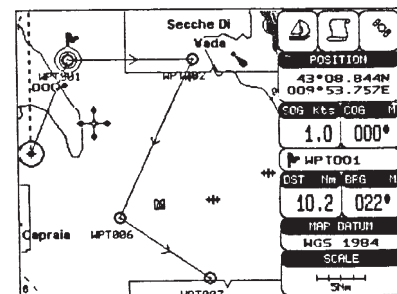 Secche Di
Vada
WPT001
WPT002
Capraia
WPT006
WPT007
POSITION
43°08.844N
009°53.757E
SOG Kts COG M
1.0 000°
WPT001
DST Nm BRG M
10.2 022°
MAP DATUM
WGS 1984
SCALE
5Nm